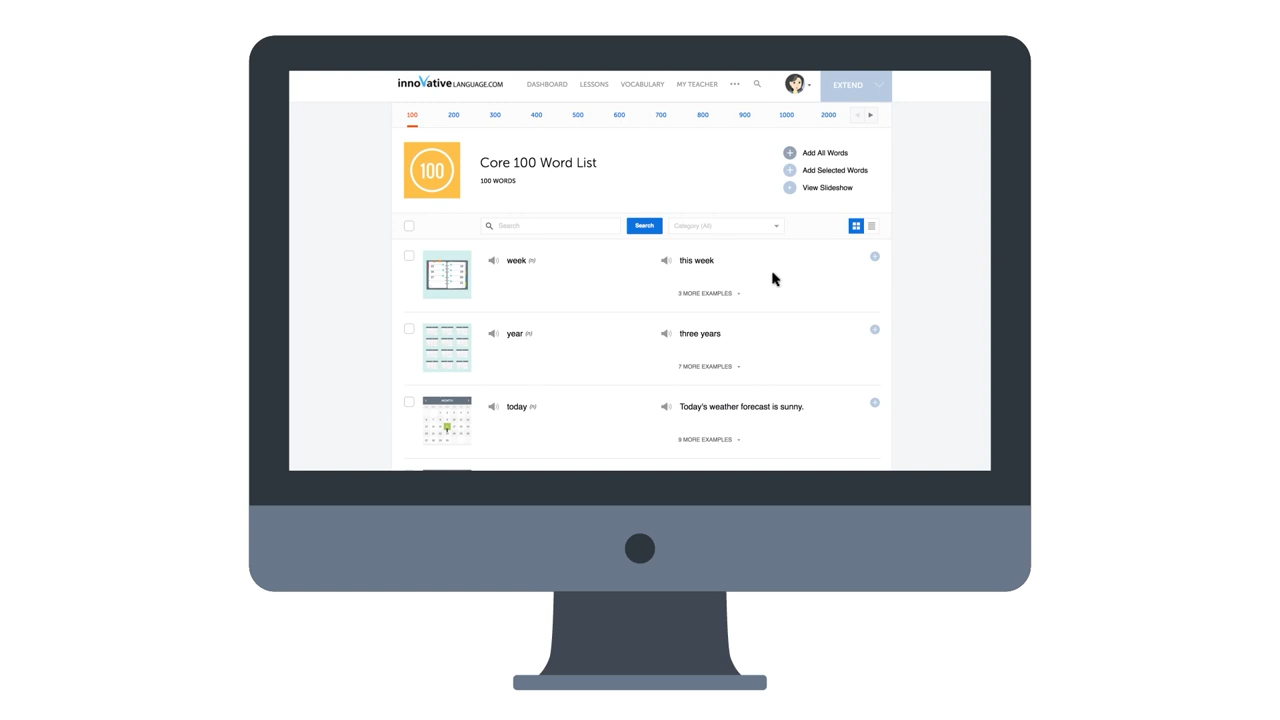 innoVative LANGUAGE.COM DASHBOARD LESSONS VOCABULARY MY TEACHER ••• EXTEND
100 200 300 400 500 600 700 800 900 1000 2000
100
Core 100 Word List
100 WORDS
Add All Words
Add Selected Words
View Slideshow
Search Search Category (All)
week (n) this week
3 MORE EXAMPLES
year (n) three years
7 MORE EXAMPLES
MONTH
today (n) Today's weather forecast is sunny.
9 MORE EXAMPLES